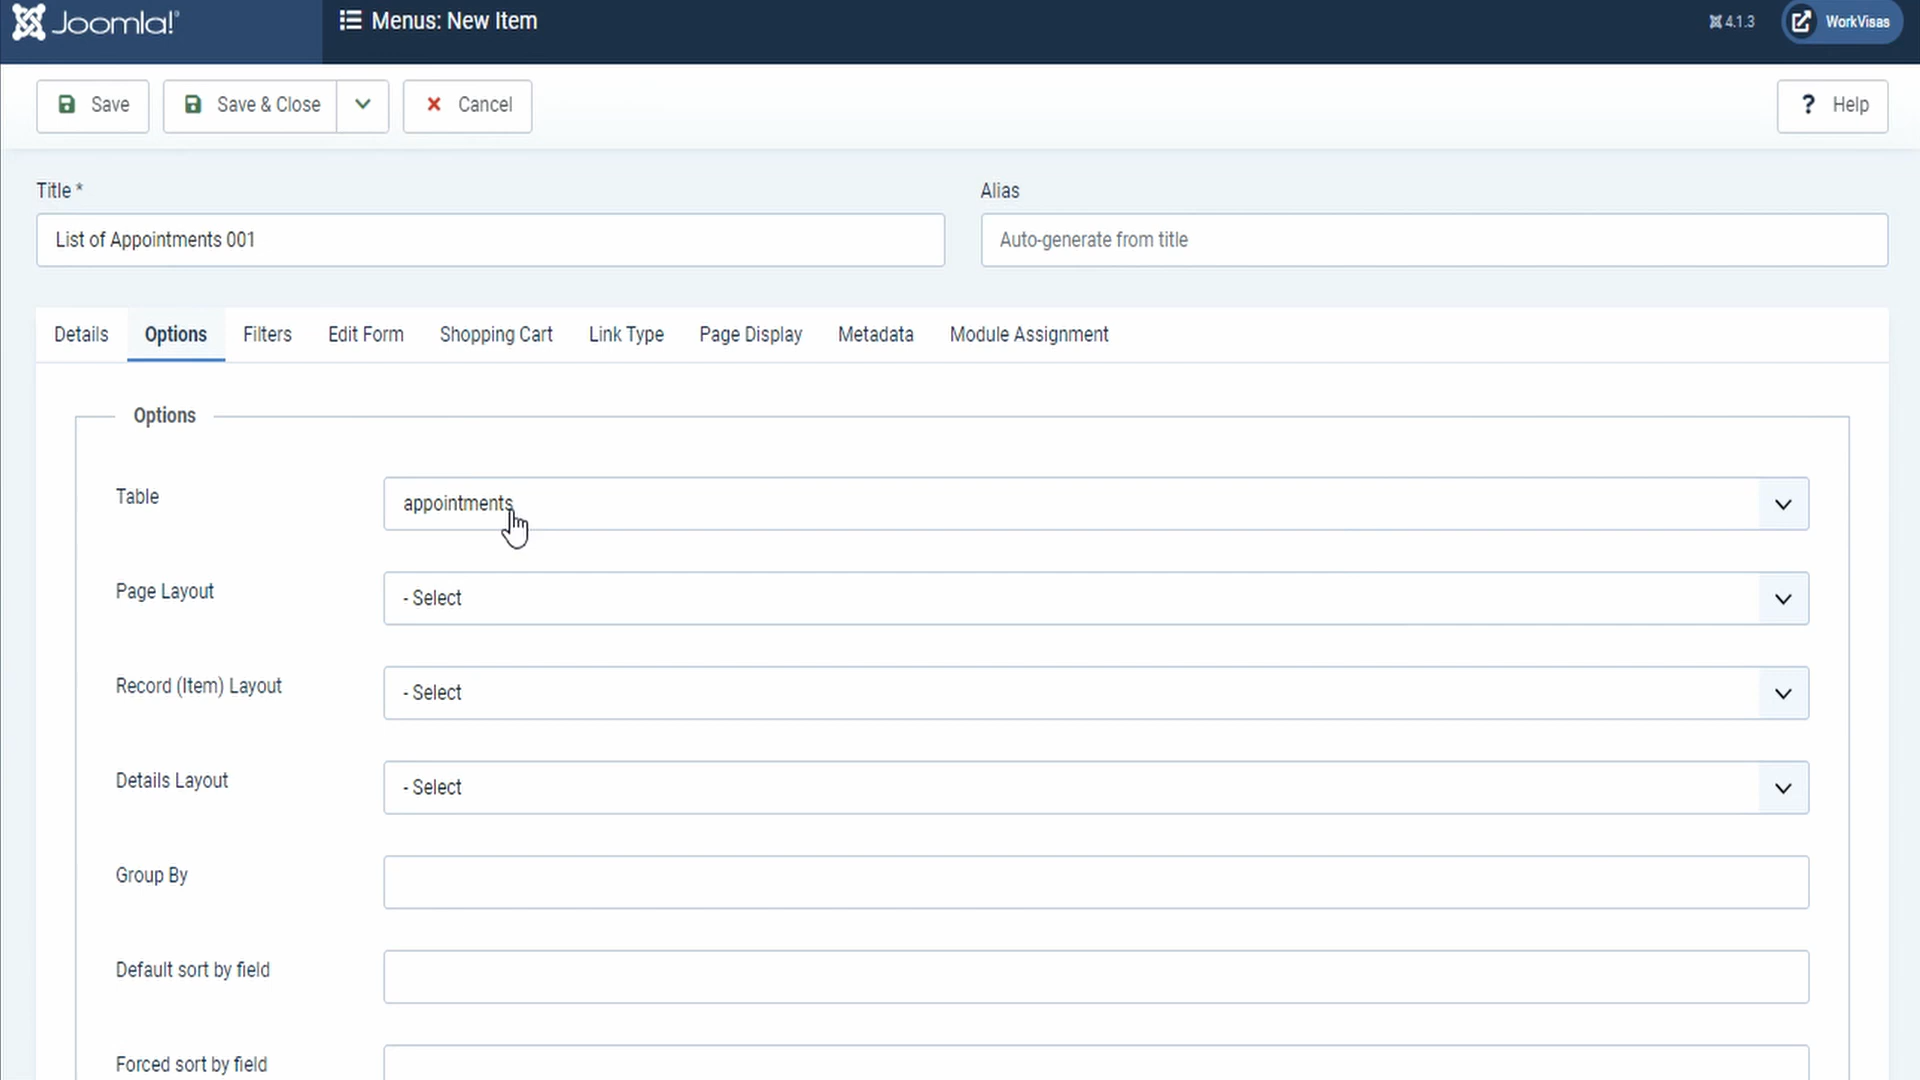 Joomla!®
Menus: New Item
4.1.3
WorkVisas
Save
Save & Close
Cancel
? Help
Title *
Alias
List of Appointments 001
Auto-generate from title
Details
Options
Filters
Edit Form
Shopping Cart
Link Type
Page Display
Metadata
Module Assignment
Options
Table
appointments
Page Layout
- Select
Record (Item) Layout
- Select
Details Layout
- Select
Group By
Default sort by field
Forced sort by field